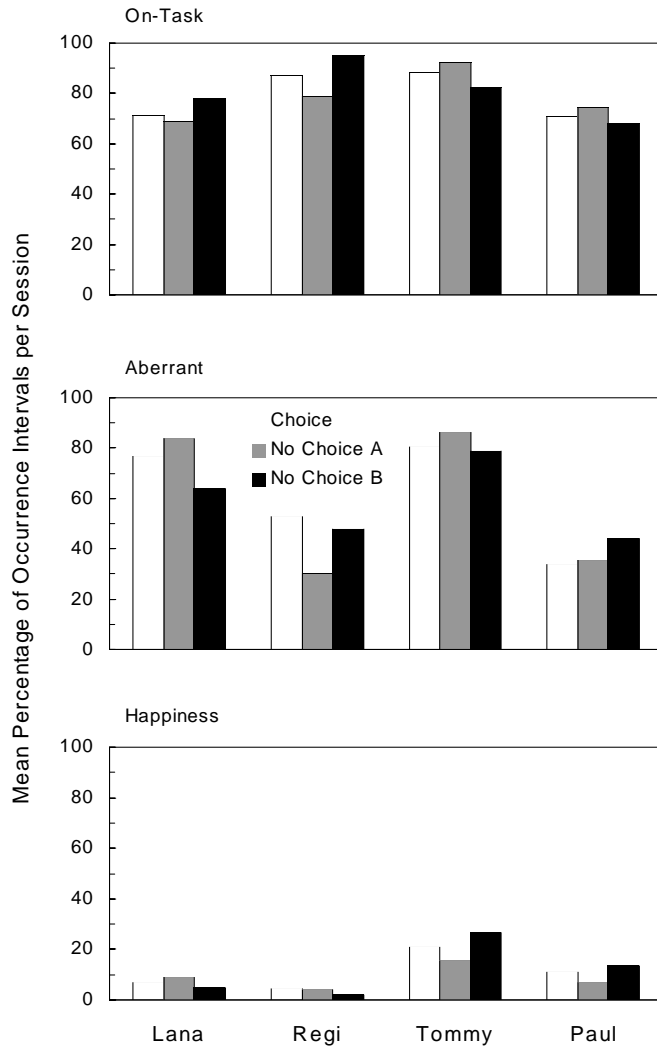 On-Task
100
80
60
40
20
0
Aberrant
100
80
60
40
20
0
Choice
No Choice A
No Choice B
Happiness
100
80
60
40
20
0
Lana Regi Tommy Paul
Mean Percentage of Occurrence Intervals per Session